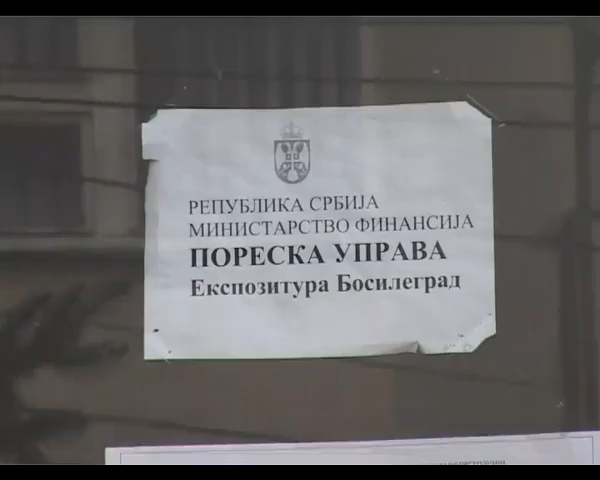 РЕПУБЛИКА СРБИЈА
МИНИСТАРСТВО ФИНАНСИЈА
ПОРЕСКА УПРАВА
Експозитура Босилеград